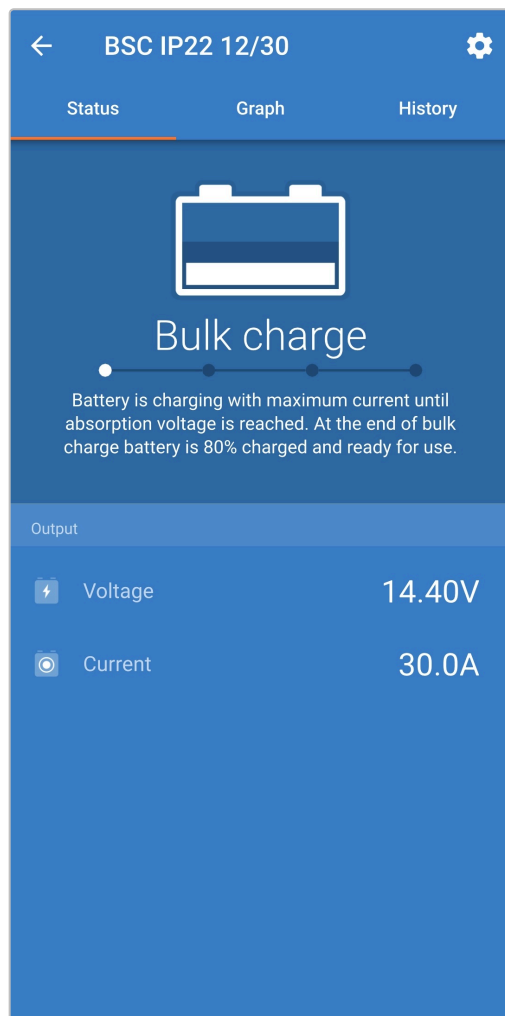 BSC IP22 12/30
Status Graph History
Bulk charge
Battery is charging with maximum current until
absorption voltage is reached. At the end of bulk
charge battery is 80% charged and ready for use.
Output
Voltage 14.40V
Current 30.0A